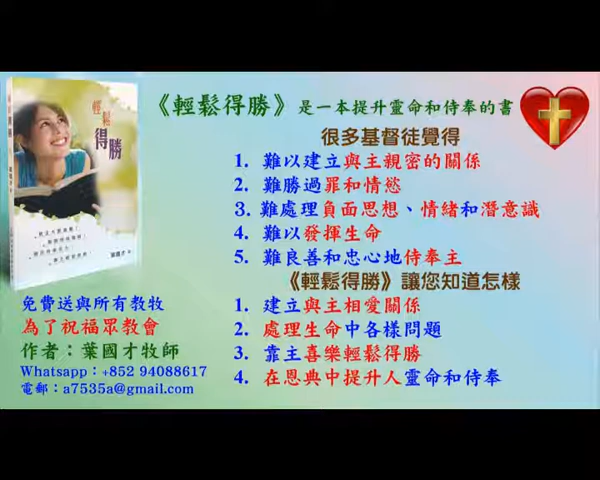 《輕鬆得勝》是一本提升靈命和侍奉的書
很多基督徒覺得
1. 難以建立與主親密的關係
2. 難勝過罪和情慾
3. 難處理負面思想、情緒和潛意識
4. 難以發揮生命
5. 難良善和忠心地侍奉主
《輕鬆得勝》讓您知道怎樣
1. 建立與主相愛關係
2. 處理生命中各樣問題
3. 靠主喜樂輕鬆得勝
4. 在恩典中提升人靈命和侍奉
輕鬆
得勝
葉國才 著
免費送與所有教牧
為了祝福眾教會
作者：葉國才牧師
Whatsapp：+852 94088617
電郵：a7535a@gmail.com